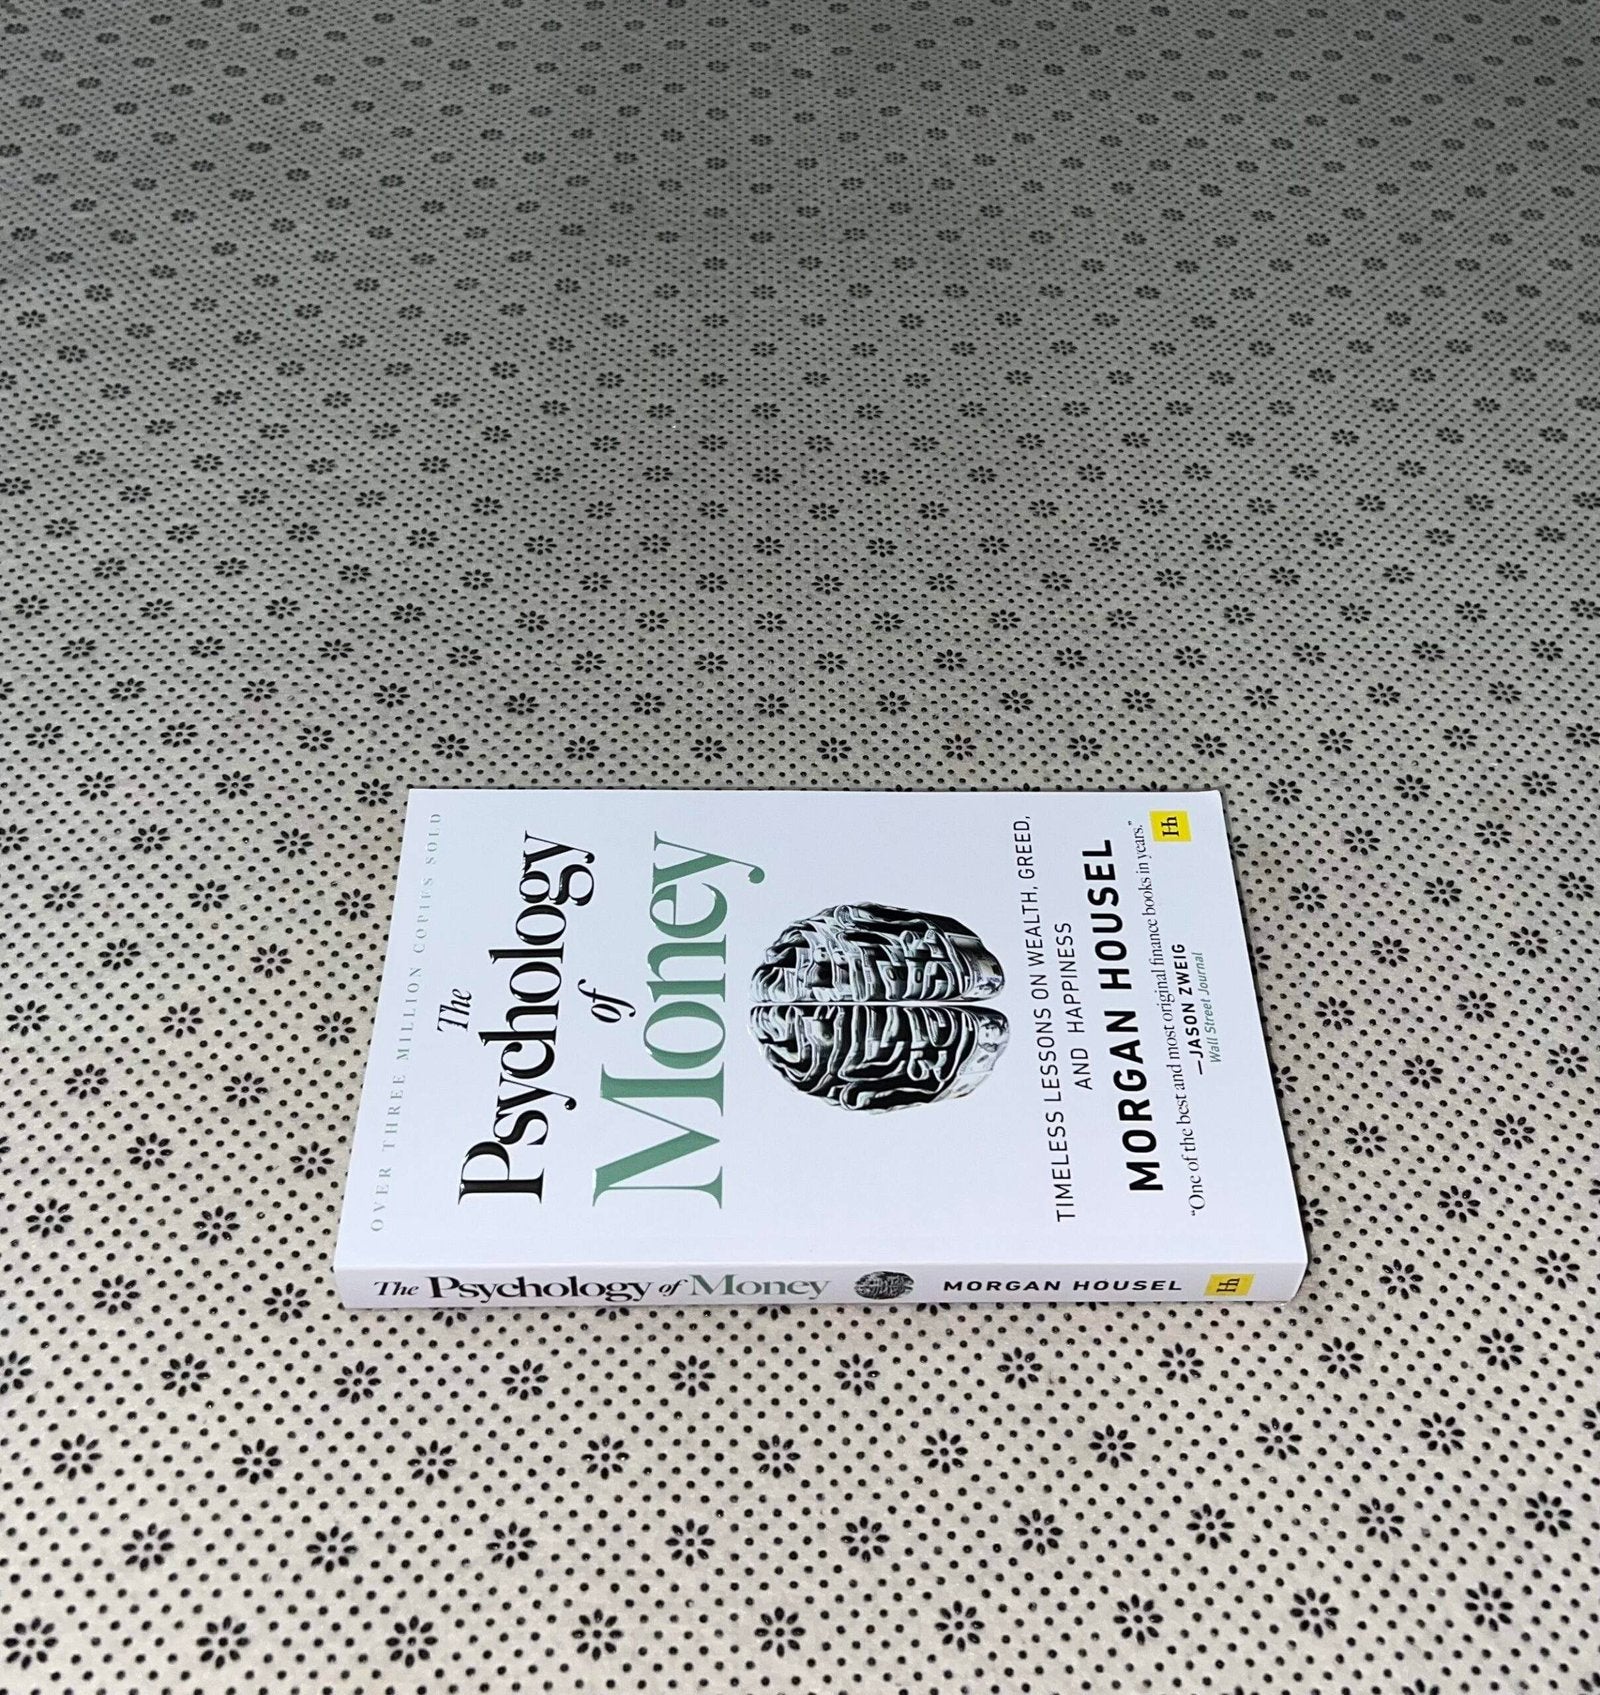 OVER THREE MILLION COPIES SOLD
The
Psychology
of
Money
TIMELESS LESSONS ON WEALTH, GREED,
AND HAPPINESS
MORGAN HOUSEL
“One of the best and most original finance books in years.”
—JASON ZWEIG
Wall Street Journal
Hh
The Psychology of Money MORGAN HOUSEL Hh